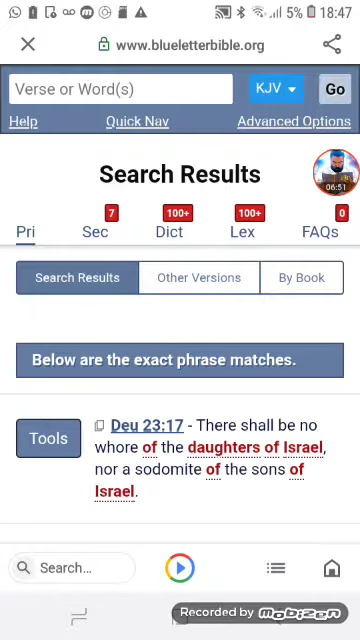 5% 18:47
www.blueletterbible.org
Verse or Word(s) KJV Go
Help Quick Nav Advanced Options
Search Results
06:51
7 100+ 100+ 0
Pri Sec Dict Lex FAQs
Search Results Other Versions By Book
Below are the exact phrase matches.
Tools
Deu 23:17 - There shall be no
whore of the daughters of Israel,
nor a sodomite of the sons of
Israel.
Search...
Recorded by mobizen